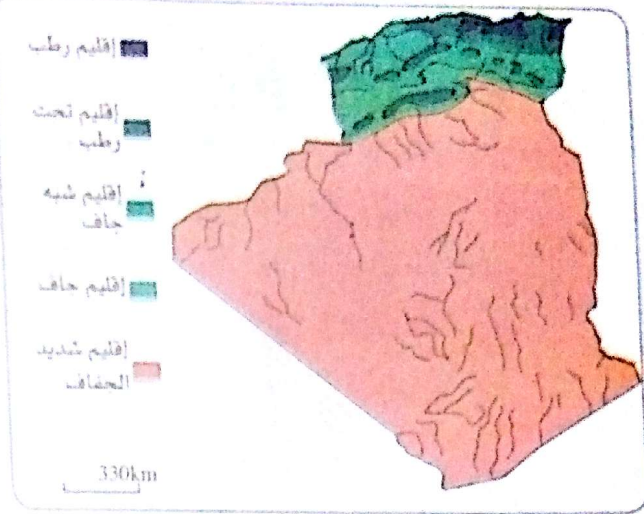 إقليم رطب
إقليم تحت
رطب
إقليم شبه
جاف
إقليم جاف
إقليم شديد
الجفاف
330km